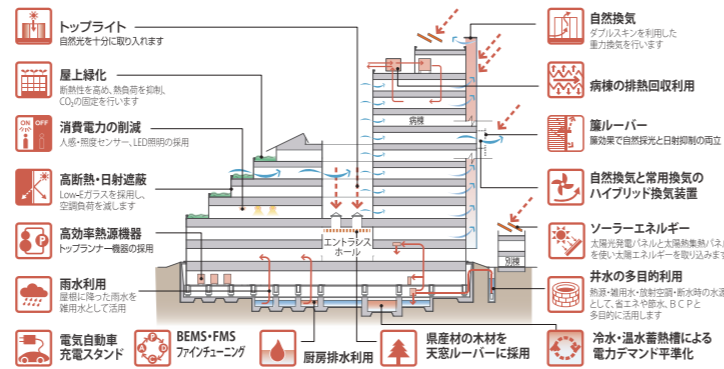 トップライト
自然光を十分に取り入れます
屋上緑化
断熱性を高め、熱負荷を抑制、
CO₂の固定を行います
ON OFF
消費電力の削減
人感・照度センサー、LED照明の採用
高断熱・日射遮蔽
Low-Eガラスを採用し、
空調負荷を減します
高効率熱源機器
トップランナー機器の採用
雨水利用
屋根に降った雨水を
雑用水として活用
電気自動車
充電スタンド
P
D
C
A
BEMS・FMS
ファインチューニング
厨房排水利用
県産材の木材を
天窓ルーバーに採用
冷水・温水蓄熱槽による
電力デマンド平準化
病棟
エントランス
ホール
別棟
自然換気
ダブルスキンを利用した
重力換気を行います
病棟の排熱回収利用
簾ルーバー
簾効果で自然採光と日射抑制の両立
自然換気と常用換気の
ハイブリッド換気装置
ソーラーエネルギー
太陽光発電パネルと太陽熱集熱パネル
を使い太陽エネルギーを取り込みます
井水の多目的利用
熱源・雑用水・放射空調・断水時の水源
として、省エネや節水、BCPと
多目的に活用します